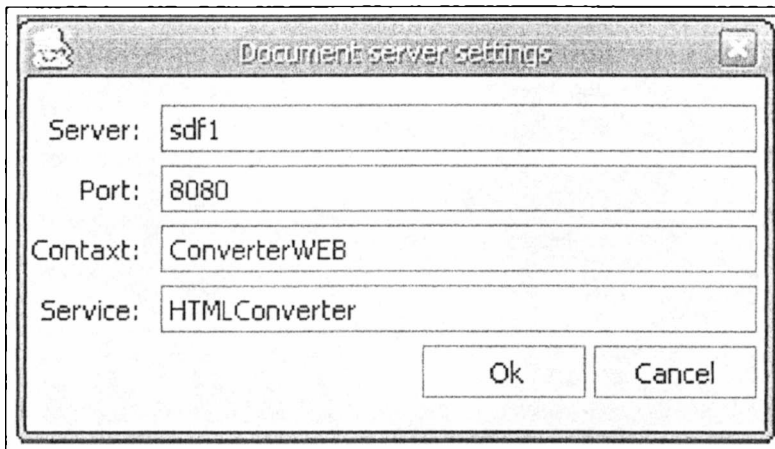 Document server settings
Server: sdf1
Port: 8080
Contaxt: ConverterWEB
Service: HTMLConverter
Ok Cancel